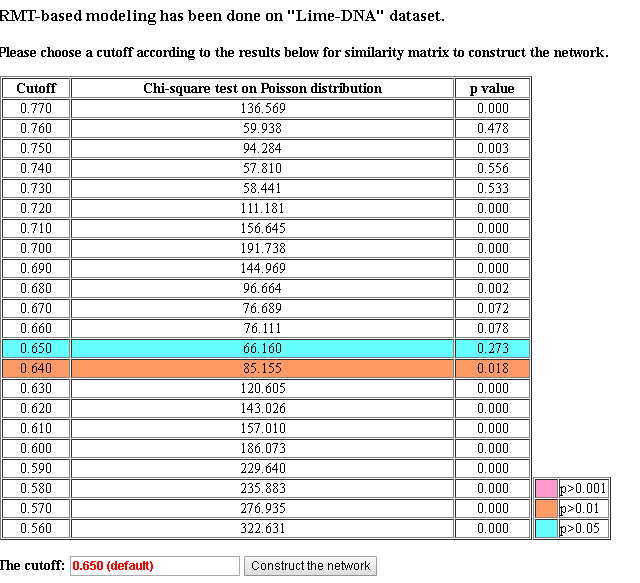 RMT-based modeling has been done on "Lime-DNA" dataset.
Please choose a cutoff according to the results below for similarity matrix to construct the network.
Cutoff Chi-square test on Poisson distribution p value
0.770 136.569 0.000
0.760 59.938 0.478
0.750 94.284 0.003
0.740 57.810 0.556
0.730 58.441 0.533
0.720 111.181 0.000
0.710 156.645 0.000
0.700 191.738 0.000
0.690 144.969 0.000
0.680 96.664 0.002
0.670 76.689 0.072
0.660 76.111 0.078
0.650 66.160 0.273
0.640 85.155 0.018
0.630 120.605 0.000
0.620 143.026 0.000
0.610 157.010 0.000
0.600 186.073 0.000
0.590 229.640 0.000
0.580 235.883 0.000 p>0.001
0.570 276.935 0.000 p>0.01
0.560 322.631 0.000 p>0.05
The cutoff: 0.650 (default) Construct the network